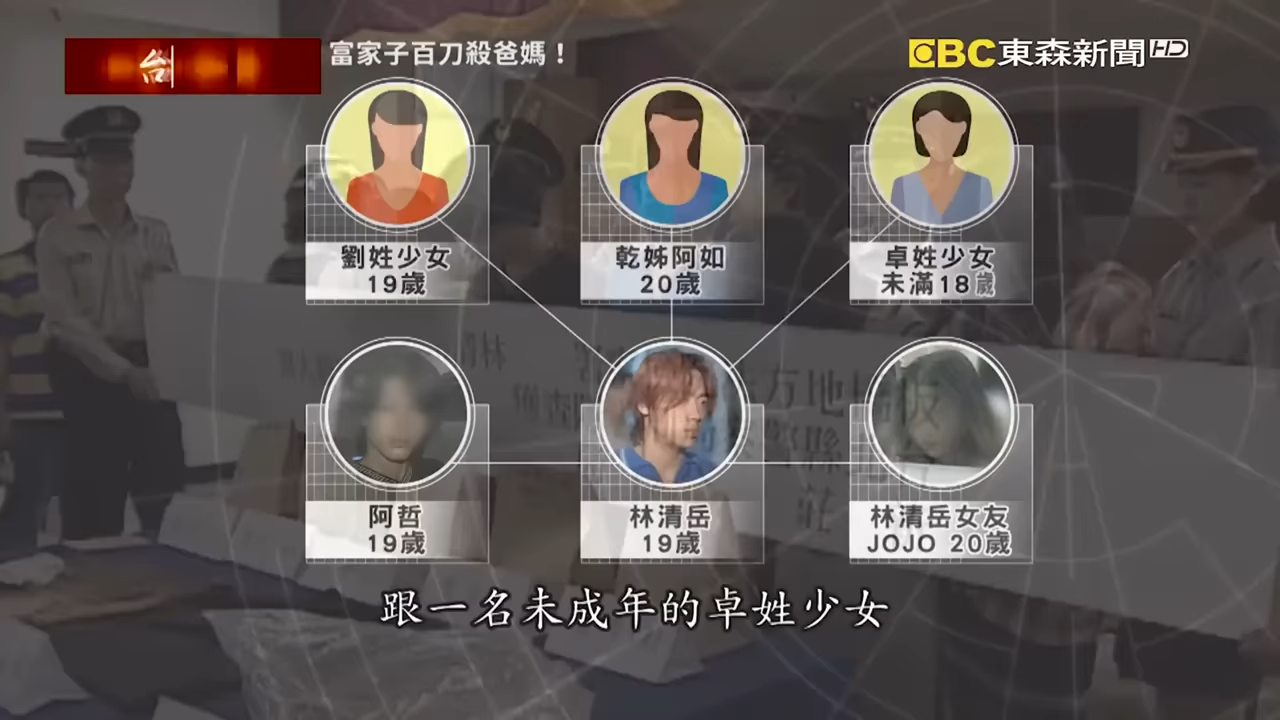 台
富家子百刀殺爸媽！
EBC東森新聞HD
劉姓少女
19歲
乾姊阿如
20歲
卓姓少女
未滿18歲
阿哲
19歲
林清岳
19歲
林清岳女友
JOJO 20歲
跟一名未成年的卓姓少女